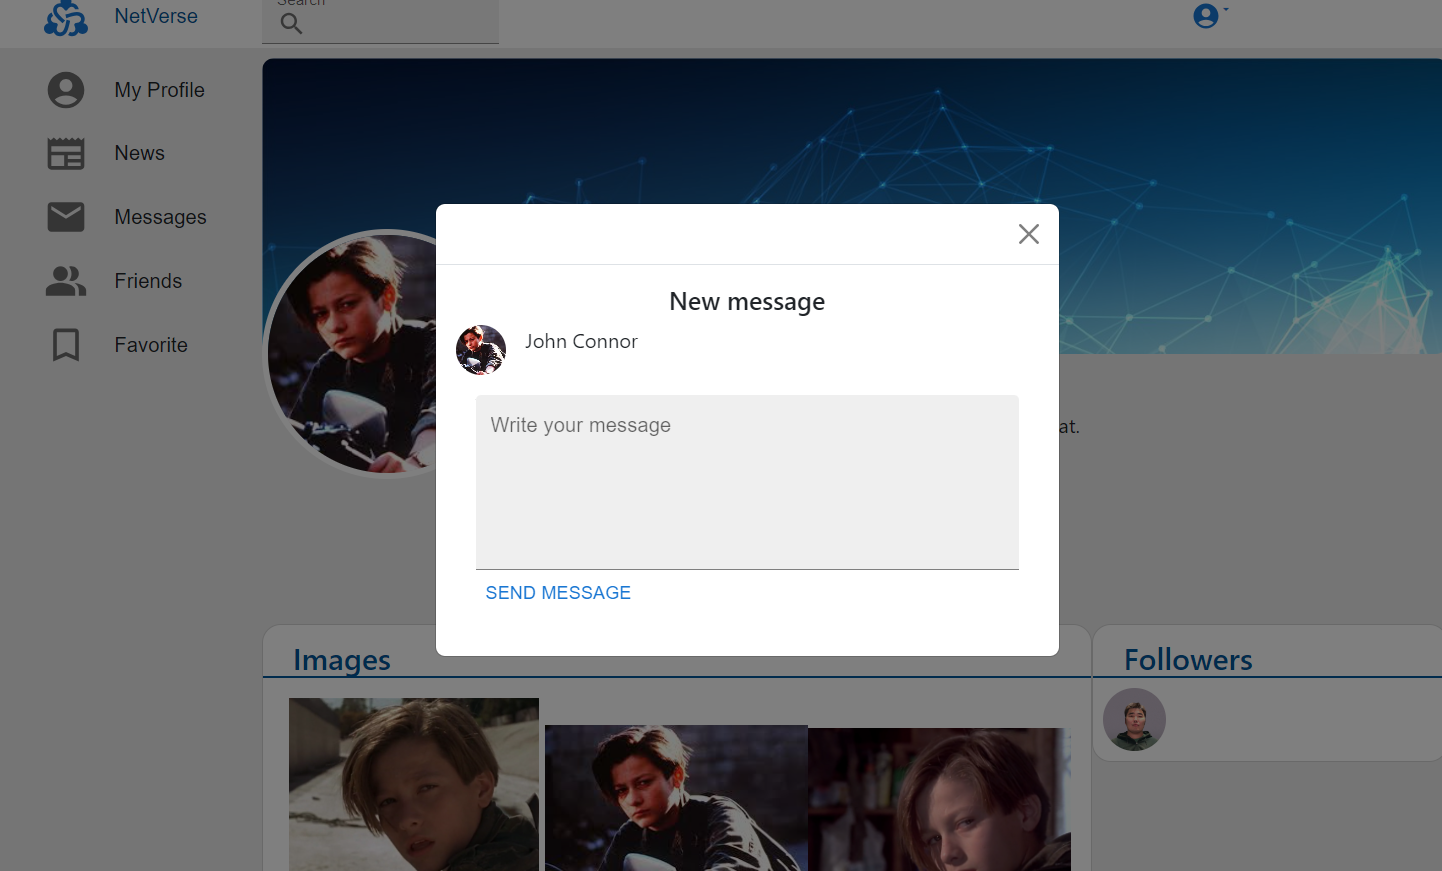 NetVerse
Search
My Profile
News
Messages
Friends
Favorite
New message
John Connor
Write your message
SEND MESSAGE
at.
Images
Followers